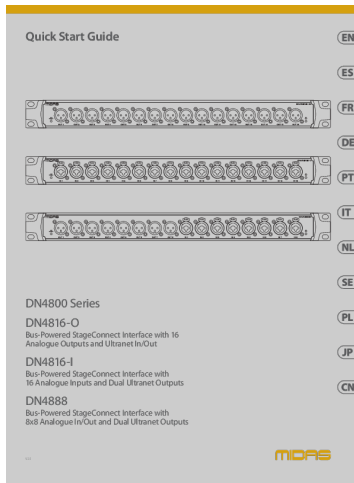 Quick Start Guide
EN
ES
FR
DE
PT
IT
NL
SE
PL
JP
CN
DN4800 Series
DN4816-O
Bus-Powered StageConnect Interface with 16
Analogue Outputs and Ultranet In/Out
DN4816-I
Bus-Powered StageConnect Interface with
16 Analogue Inputs and Dual Ultranet Outputs
DN4888
Bus-Powered StageConnect Interface with
8x8 Analogue In/Out and Dual Ultranet Outputs
MIDAS